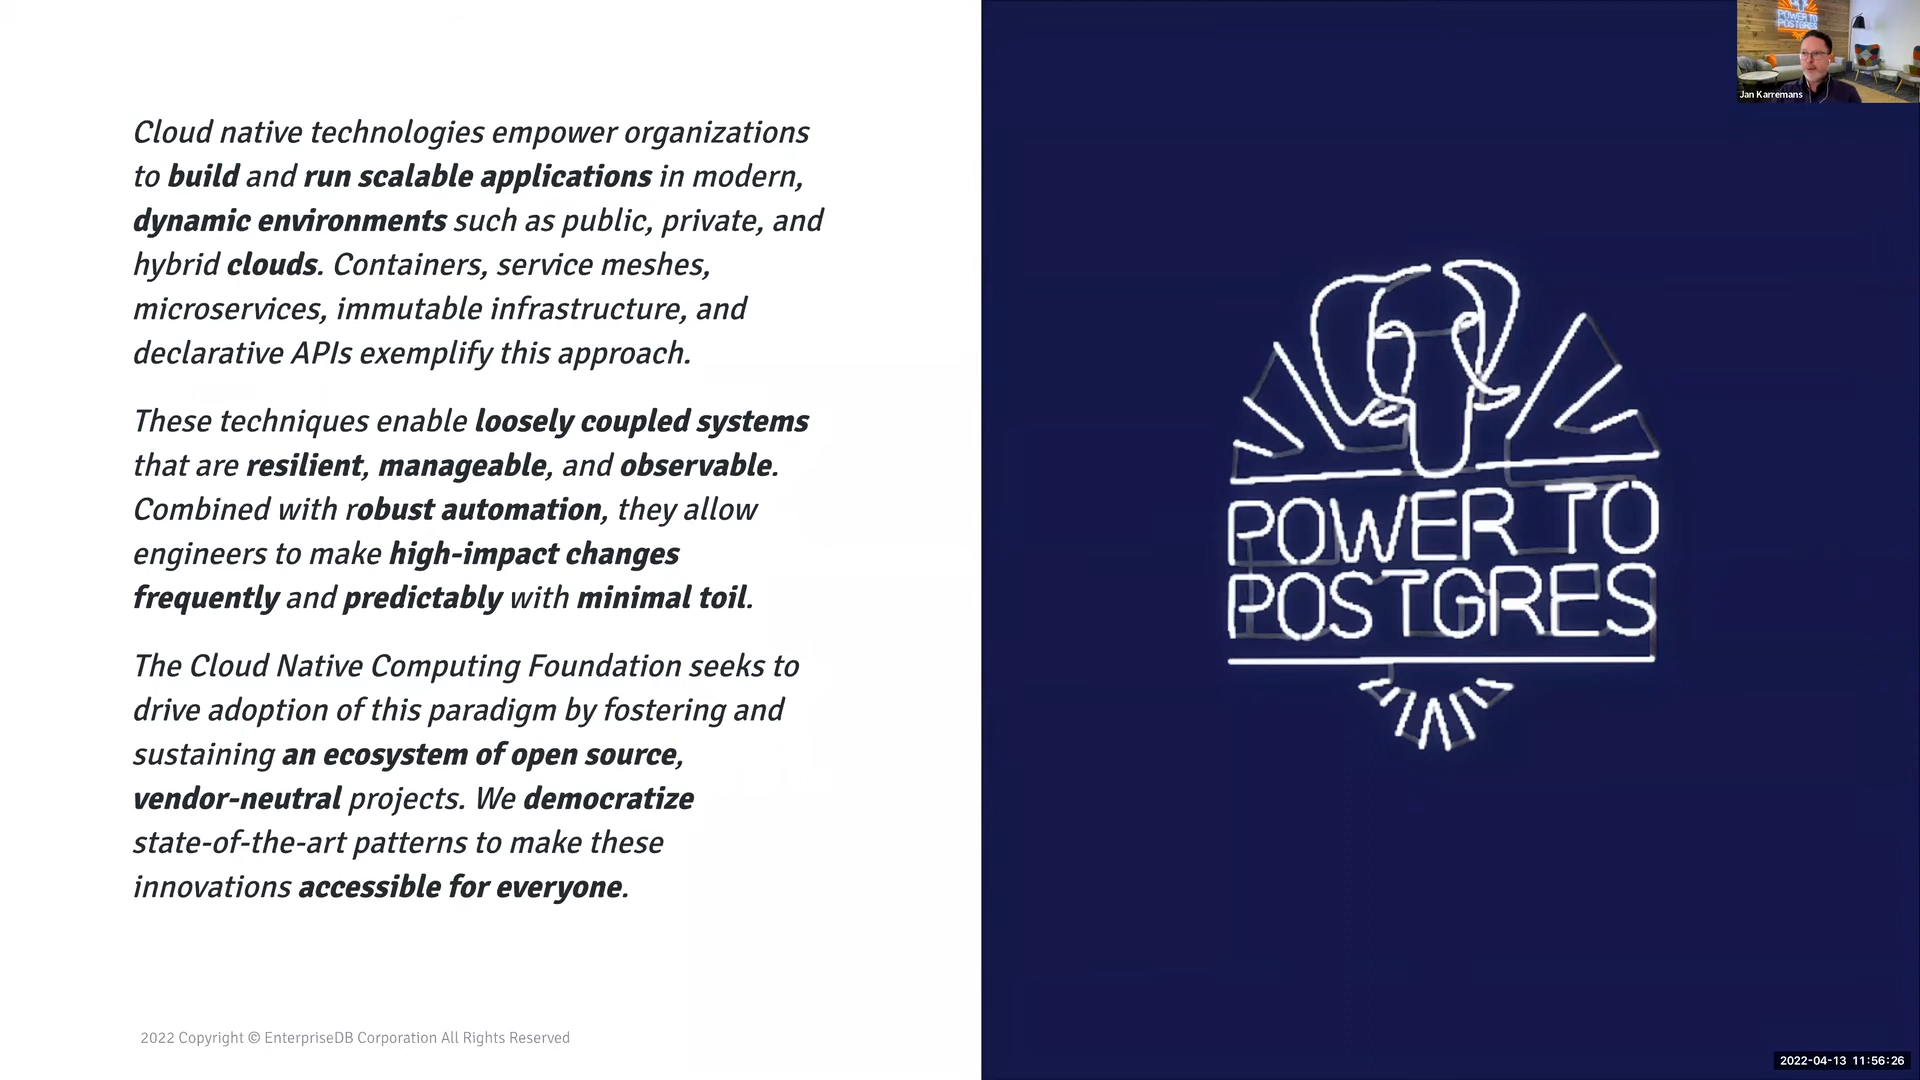 Cloud native technologies empower organizations
to build and run scalable applications in modern,
dynamic environments such as public, private, and
hybrid clouds. Containers, service meshes,
microservices, immutable infrastructure, and
declarative APIs exemplify this approach.
These techniques enable loosely coupled systems
that are resilient, manageable, and observable.
Combined with robust automation, they allow
engineers to make high-impact changes
frequently and predictably with minimal toil.
The Cloud Native Computing Foundation seeks to
drive adoption of this paradigm by fostering and
sustaining an ecosystem of open source,
vendor-neutral projects. We democratize
state-of-the-art patterns to make these
innovations accessible for everyone.
2022 Copyright © EnterpriseDB Corporation All Rights Reserved
POWER TO
POSTGRES
POWER TO
POSTGRES
Jan Karremans
2022-04-13 11:56:26